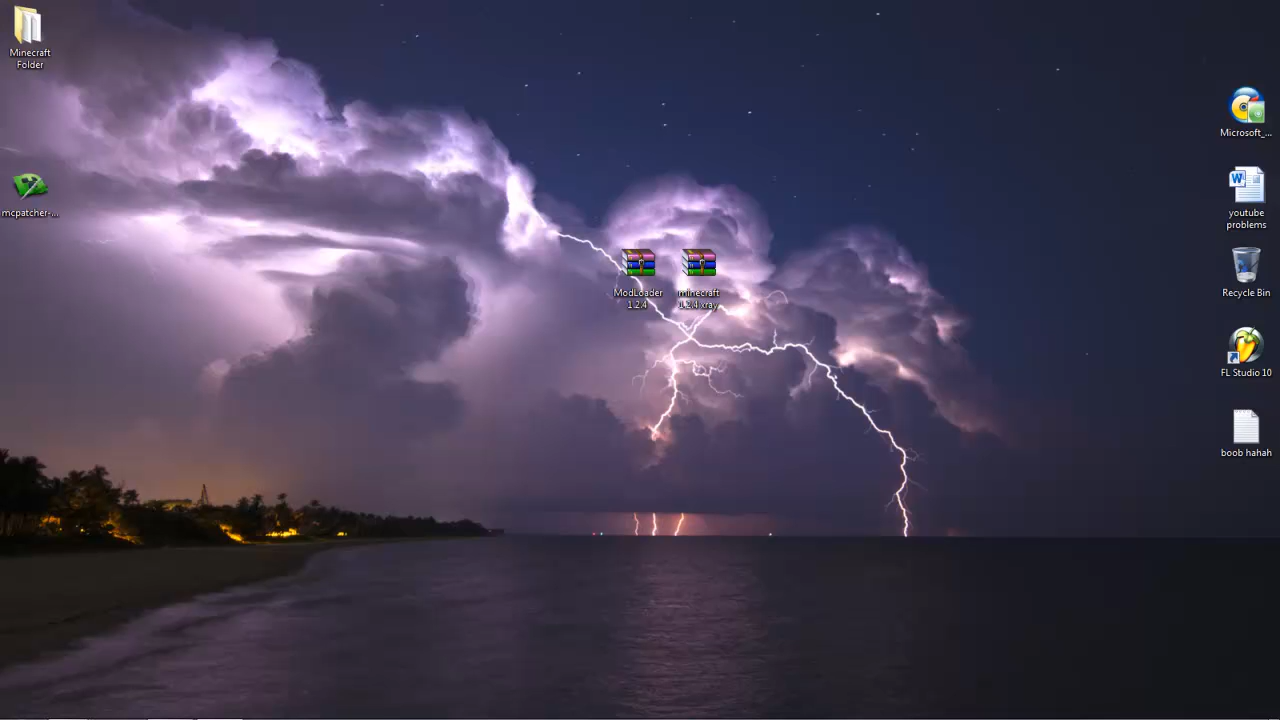 Minecraft
Folder
mcpatcher-...
ModLoader
1.2.4
minecraft
1.2.4 xray
Microsoft_...
youtube
problems
Recycle Bin
FL Studio 10
boob hahah